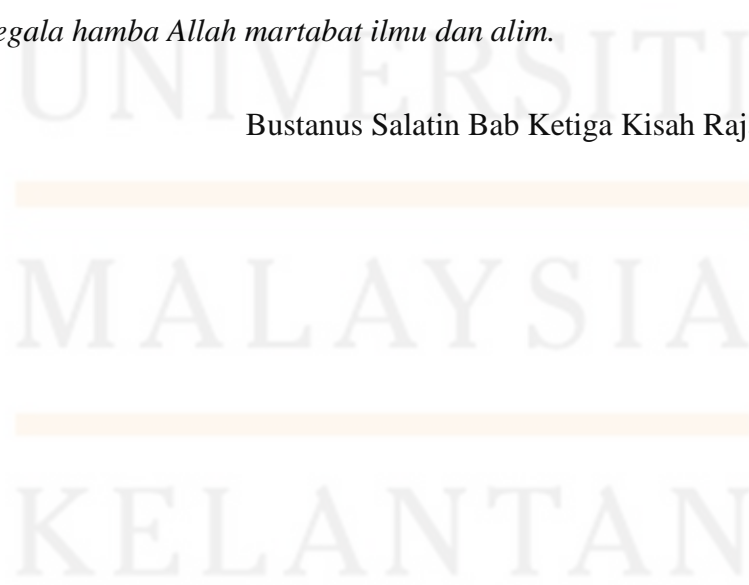 egala hamba Allah martabat ilmu dan alim.
UNIVERSITI
Bustanus Salatin Bab Ketiga Kisah Raj
MALAYSIA
KELANTAN